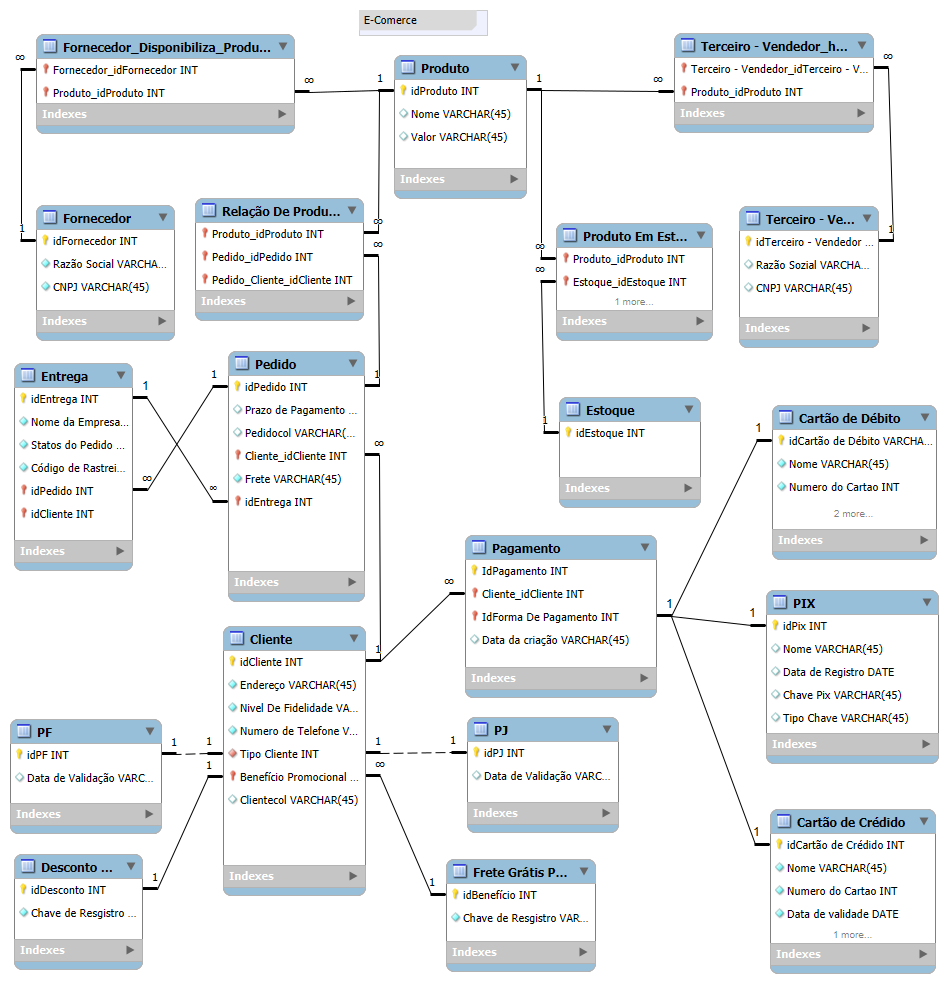 E-Comerce
Fornecedor_Disponibiliza_Produ...
Fornecedor_idFornecedor INT
Produto_idProduto INT
Indexes
Produto
idProduto INT
Nome VARCHAR(45)
Valor VARCHAR(45)
Indexes
Terceiro - Vendedor_h...
Terceiro - Vendedor_idTerceiro - V...
Produto_idProduto INT
Indexes
∞
∞
1
1
∞
∞
Fornecedor
idFornecedor INT
Razão Social VARCHA...
CNPJ VARCHAR(45)
Indexes
1
Relação De Produ...
Produto_idProduto INT
Pedido_idPedido INT
Pedido_Cliente_idCliente INT
Indexes
∞
∞
Produto Em Est...
Produto_idProduto INT
Estoque_idEstoque INT
1 more...
Indexes
∞
∞
Terceiro - Ve...
idTerceiro - Vendedor ...
Razão Sozial VARCHA...
CNPJ VARCHAR(45)
Indexes
1
Entrega
idEntrega INT
Nome da Empresa...
Statos do Pedido ...
Código de Rastrei...
idPedido INT
idCliente INT
Indexes
1
∞
1
∞
Pedido
idPedido INT
Prazo de Pagamento ...
Pedidocol VARCHAR(...
Cliente_idCliente INT
Frete VARCHAR(45)
idEntrega INT
Indexes
1
∞
Estoque
idEstoque INT
Indexes
1
Cartão de Débito
idCartão de Débito VARCHA...
Nome VARCHAR(45)
Numero do Cartao INT
2 more...
Indexes
1
Pagamento
IdPagamento INT
Cliente_idCliente INT
IdForma De Pagamento INT
Data da criação VARCHAR(45)
Indexes
∞
1
PIX
idPix INT
Nome VARCHAR(45)
Data de Registro DATE
Chave Pix VARCHAR(45)
Tipo Chave VARCHAR(45)
Indexes
1
Cliente
idCliente INT
Endereço VARCHAR(45)
Nivel De Fidelidade VA...
Numero de Telefone V...
Tipo Cliente INT
Benefício Promocional ...
Clientecol VARCHAR(45)
Indexes
1
1
1
1
∞
PF
idPF INT
Data de Validação VARC...
Indexes
1
PJ
idPJ INT
Data de Validação VARC...
Indexes
1
Desconto ...
idDesconto INT
Chave de Resgistro ...
Indexes
1
Frete Grátis P...
idBenefício INT
Chave de Resgistro VAR...
Indexes
1
Cartão de Crédido
idCartão de Crédido INT
Nome VARCHAR(45)
Numero do Cartao INT
Data de validade DATE
1 more...
Indexes
1